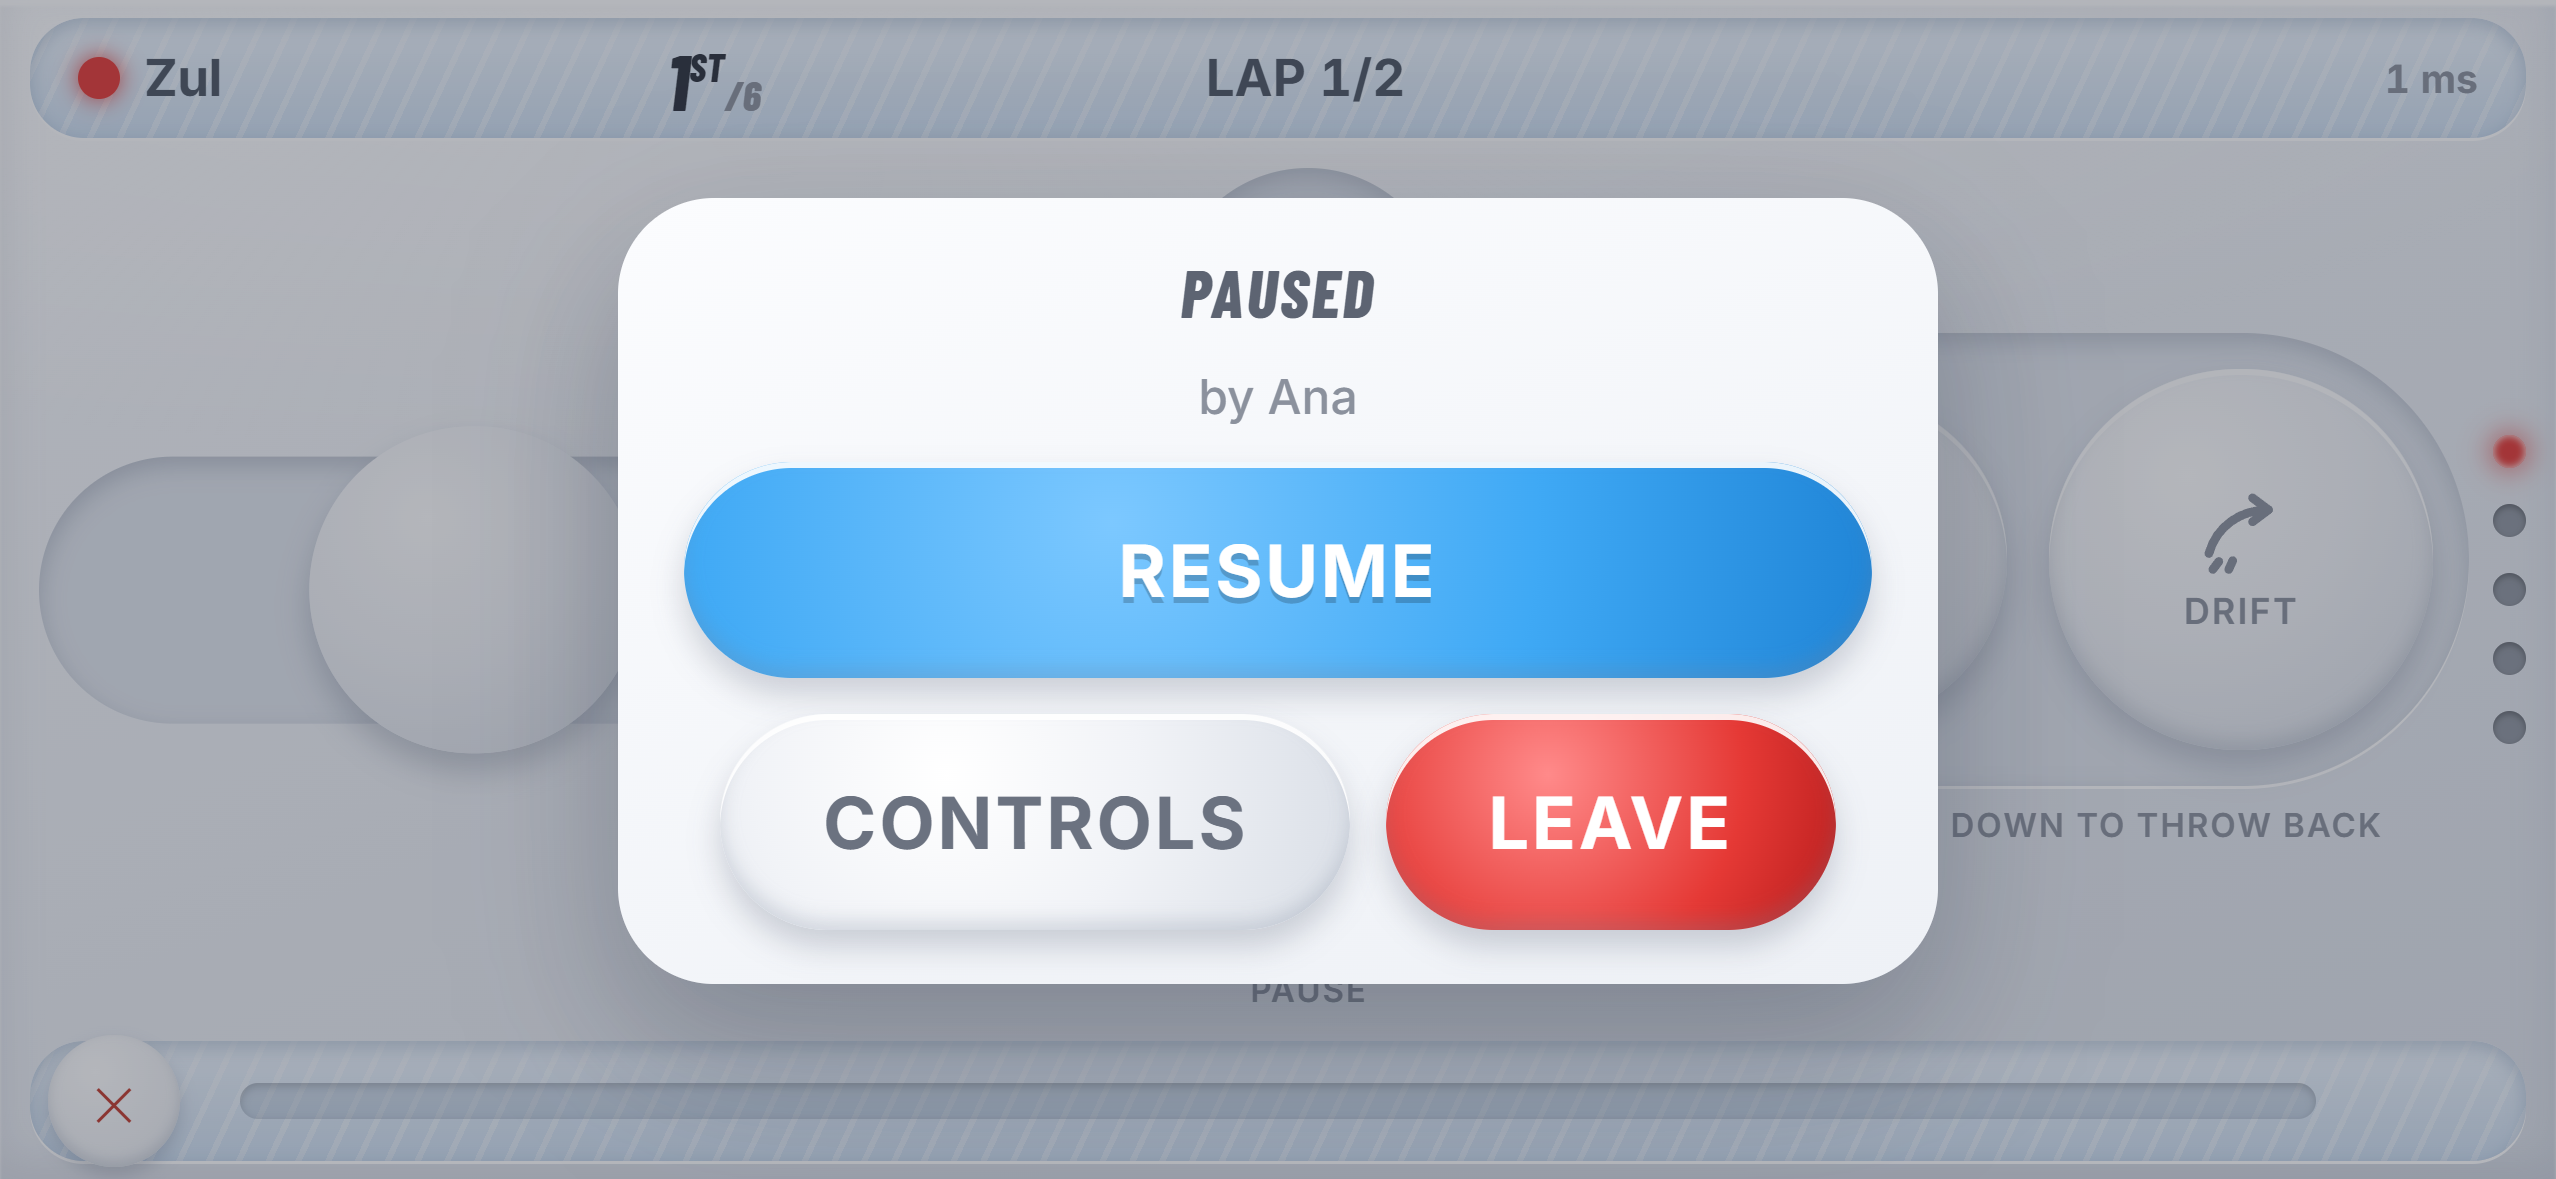 Zul
1ST/6
LAP 1/2
1 ms
PAUSED
by Ana
RESUME
DRIFT
CONTROLS
LEAVE
DOWN TO THROW BACK
PAUSE